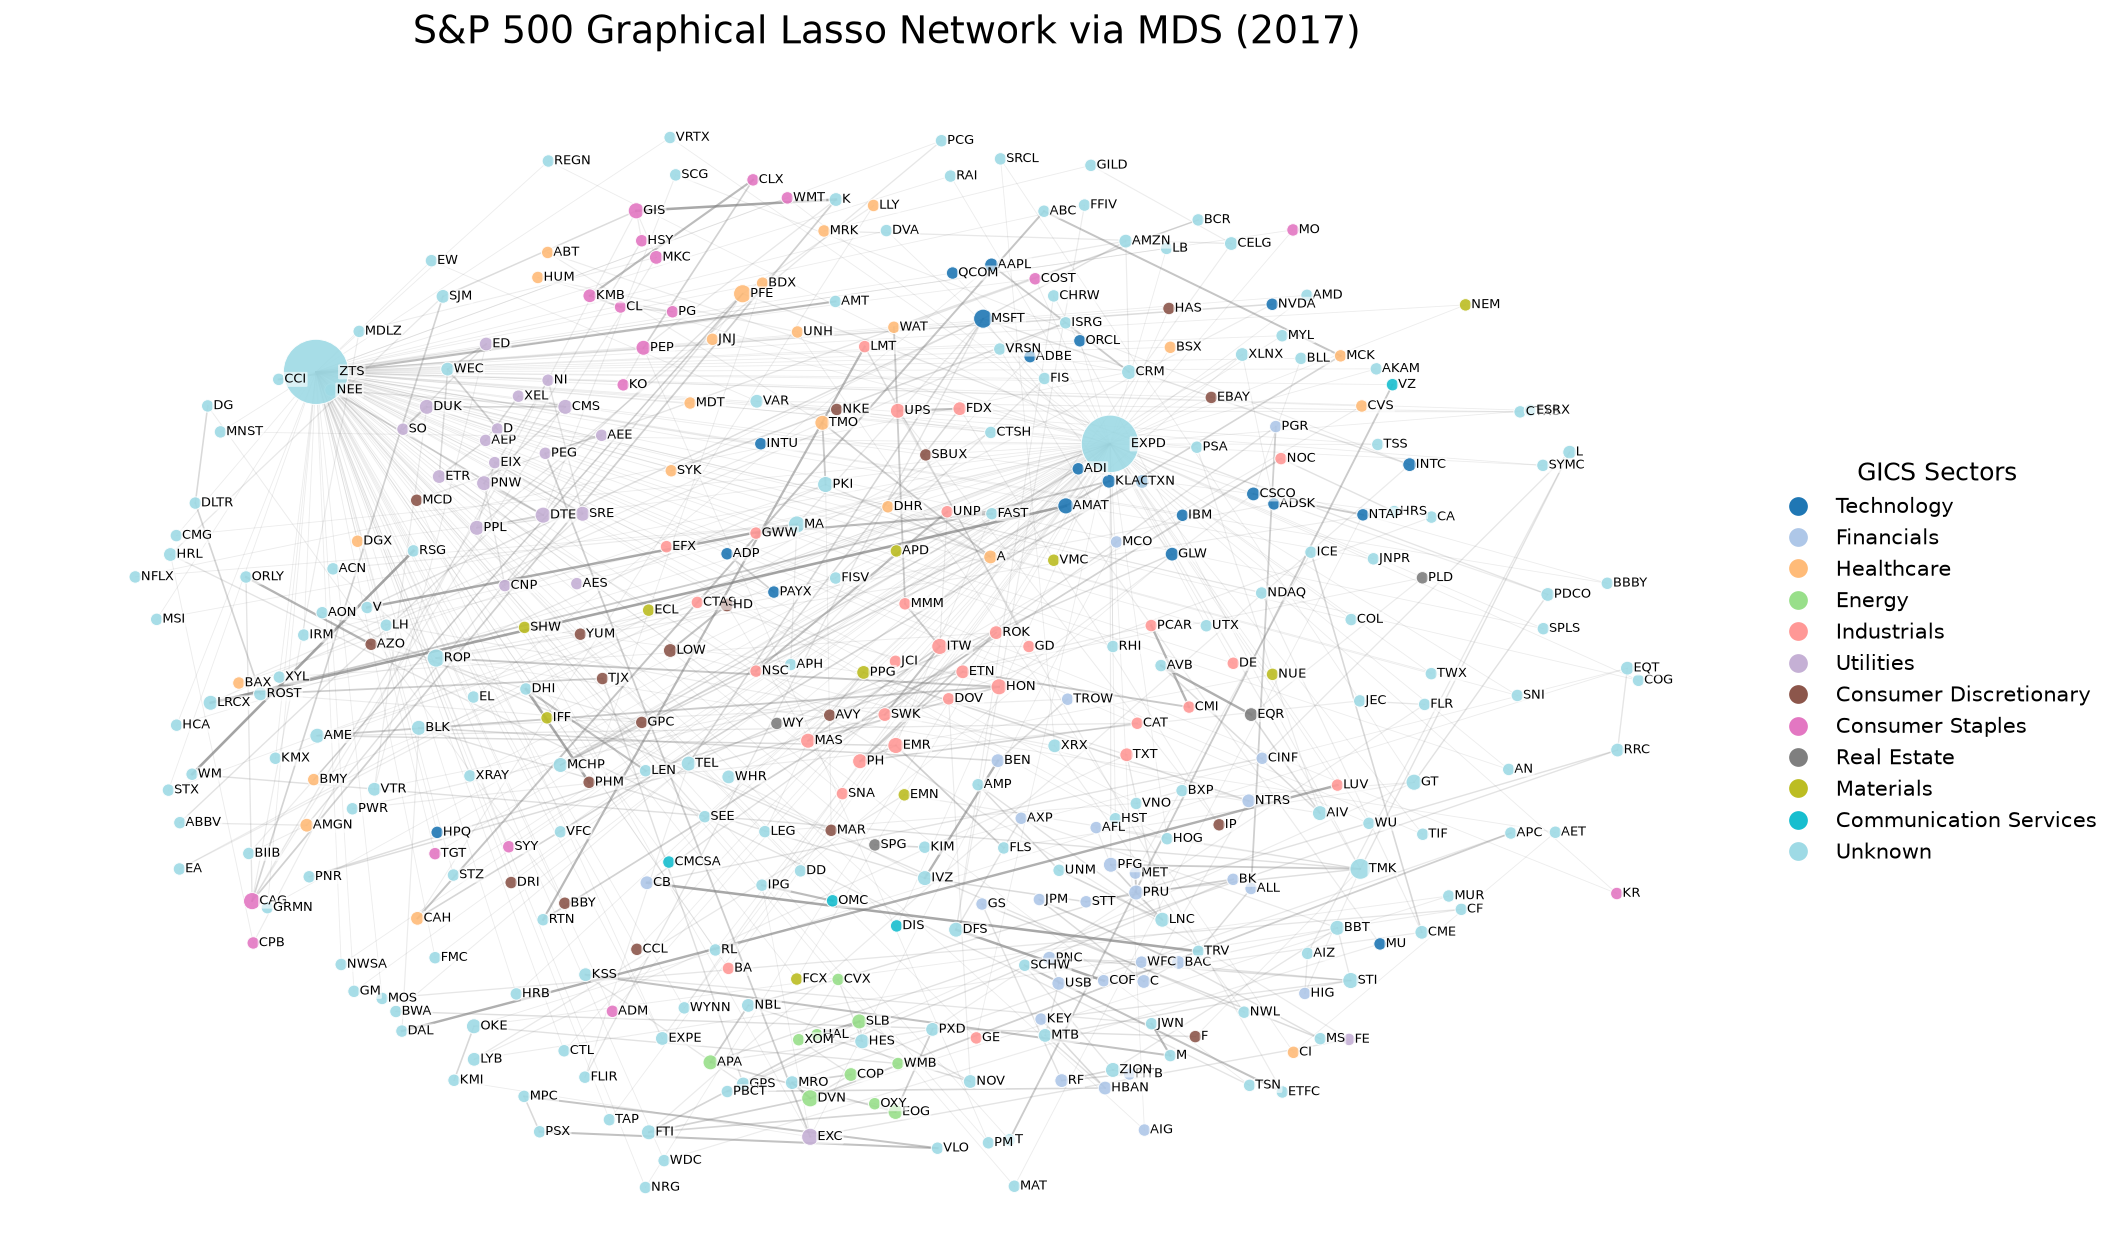 S&P 500 Graphical Lasso Network via MDS (2017)
VRTX
PCG
REGN
SRCL
GILD
SCG
RAI
CLX
WMT
K
LLY
FFIV
ABC
GIS
BCR
MO
MRK
DVA
AMZN
CELG
HSY
LB
ABT
MKC
EW
AAPL
QCOM
HUM
COST
BDX
SJM
KMB
PFE
CHRW
AMD
CL
AMT
HAS
NVDA
NEM
PG
MSFT
ISRG
MDLZ
UNH
WAT
MYL
JNJ
ORCL
ED
PEP
LMT
VRSN
ADBE
BSX
XLNX
BLL
MCK
ZTS
WEC
CRM
AKAM
CCI
NI
FIS
NEE
KO
VZ
XEL
EBAY
DG
DUK
CMS
MDT
VAR
NKE
UPS
FDX
CVS
ESRX
TMO
MNST
SO
D
AEE
CTSH
PGR
AEP
INTU
EXPD
PSA
TSS
PEG
SBUX
L
EIX
NOC
INTC
SYMC
SYK
ADI
ETR
PNW
PKI
KLAC
TXN
MCD
CSCO
DLTR
DHR
AMAT
ADSK
DTE
SRE
UNP
FAST
IBM
NTAP
HRS
CA
PPL
MA
CMG
GWW
DGX
EFX
MCO
HRL
RSG
ADP
APD
A
VMC
GLW
ICE
JNPR
ACN
NFLX
ORLY
CNP
AES
FISV
PLD
BBBY
PAYX
NDAQ
PDCO
V
CTAS
HD
MMM
AON
ECL
MSI
LH
SHW
COL
IRM
YUM
ROK
PCAR
UTX
SPLS
AZO
LOW
ITW
GD
RHI
ROP
JCI
NSC
APH
AVB
DE
EQT
XYL
TJX
PPG
ETN
NUE
TWX
COG
BAX
ROST
EL
DHI
HON
LRCX
DOV
TROW
JEC
FLR
SNI
CMI
HCA
IFF
GPC
WY
AVY
SWK
EQR
BLK
CAT
AME
MAS
EMR
XRX
RRC
KMX
PH
BEN
TXT
CINF
MCHP
TEL
LEN
WM
XRAY
WHR
AN
BMY
PHM
AMP
GT
STX
VTR
SNA
EMN
BXP
LUV
PWR
VNO
NTRS
ABBV
AMGN
SEE
AXP
HST
AIV
WU
HPQ
VFC
LEG
MAR
AFL
IP
TIF
APC
AET
HOG
SPG
KIM
FLS
BIIB
TGT
SYY
EA
CMCSA
DD
UNM
PFG
MET
TMK
PNR
STZ
IVZ
BK
DRI
CB
IPG
ALL
PRU
KR
GRMN
BBY
OMC
GS
JPM
STT
MUR
CF
CAH
RTN
LNC
DIS
DFS
BBT
CME
CPB
MU
CCL
RL
TRV
AIZ
FMC
PNC
NWSA
BA
SCHW
WFC
BAC
KSS
FCX
CVX
USB
COF
C
STI
GM
HRB
HIG
MOS
BWA
ADM
WYNN
NBL
NWL
OKE
SLB
KEY
JWN
DAL
PXD
MTB
HAL
XOM
HES
GE
F
MS
FE
EXPE
CTL
M
CI
LYB
APA
WMB
ZION
KMI
FLIR
COP
GPS
MRO
NOV
RF
PBCT
HBAN
TSN
ETFC
MPC
DVN
OXY
EOG
TAP
PSX
FTI
EXC
AIG
VLO
PM
T
WDC
NRG
MAT
GICS Sectors
Technology
Financials
Healthcare
Energy
Industrials
Utilities
Consumer Discretionary
Consumer Staples
Real Estate
Materials
Communication Services
Unknown